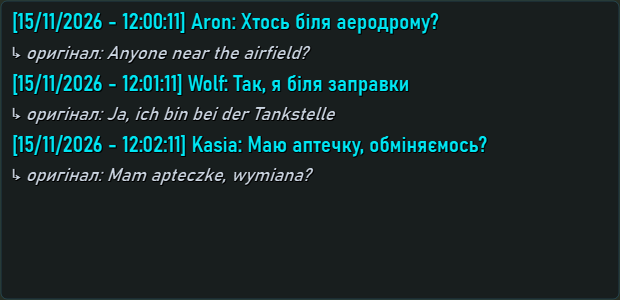 [15/11/2026 - 12:00:11] Aron: Хтось біля аеродрому?
↳ оригінал: Anyone near the airfield?
[15/11/2026 - 12:01:11] Wolf: Так, я біля заправки
↳ оригінал: Ja, ich bin bei der Tankstelle
[15/11/2026 - 12:02:11] Kasia: Маю аптечку, обміняємось?
↳ оригінал: Mam apteczke, wymiana?